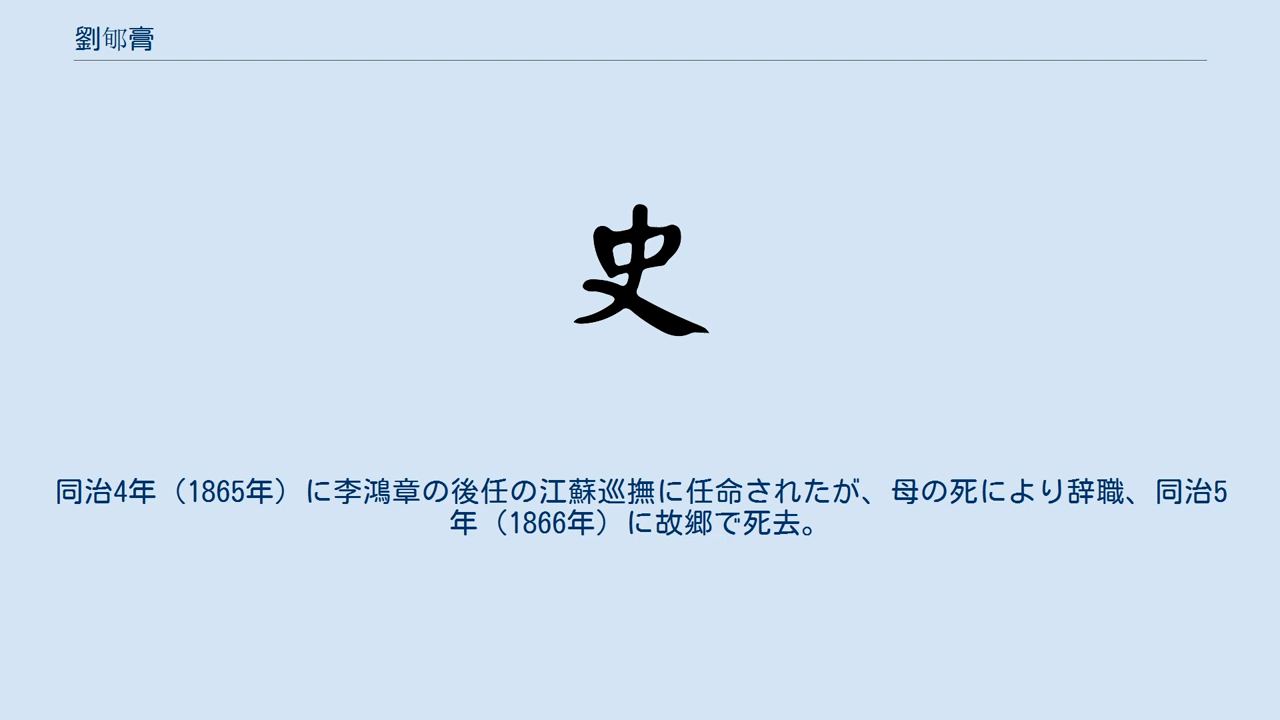 劉郇膏
史
同治4年（1865年）に李鴻章の後任の江蘇巡撫に任命されたが、母の死により辞職、同治5
年（1866年）に故郷で死去。